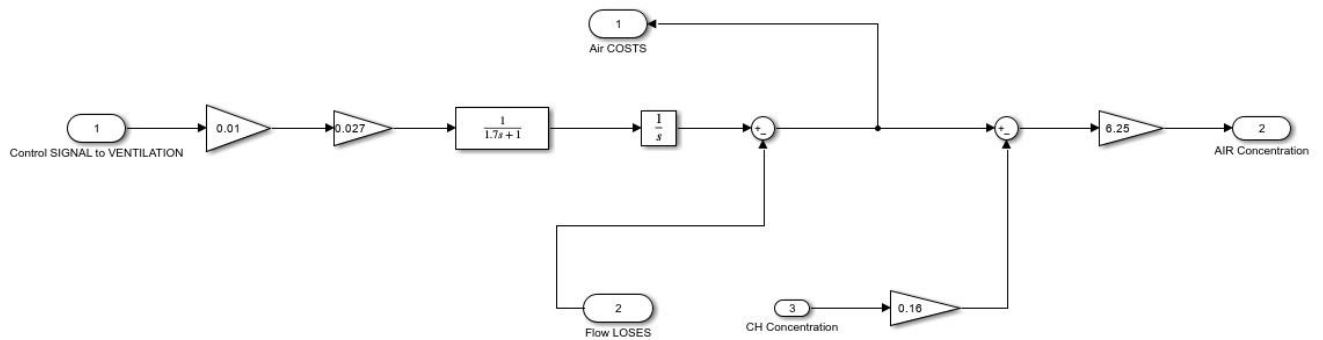 1
Air COSTS
1
Control SIGNAL to VENTILATION
0.01
0.027
1
1.7s+1
1
s
+
−
+
−
6.25
2
AIR Concentration
2
Flow LOSES
3
CH Concentration
0.16